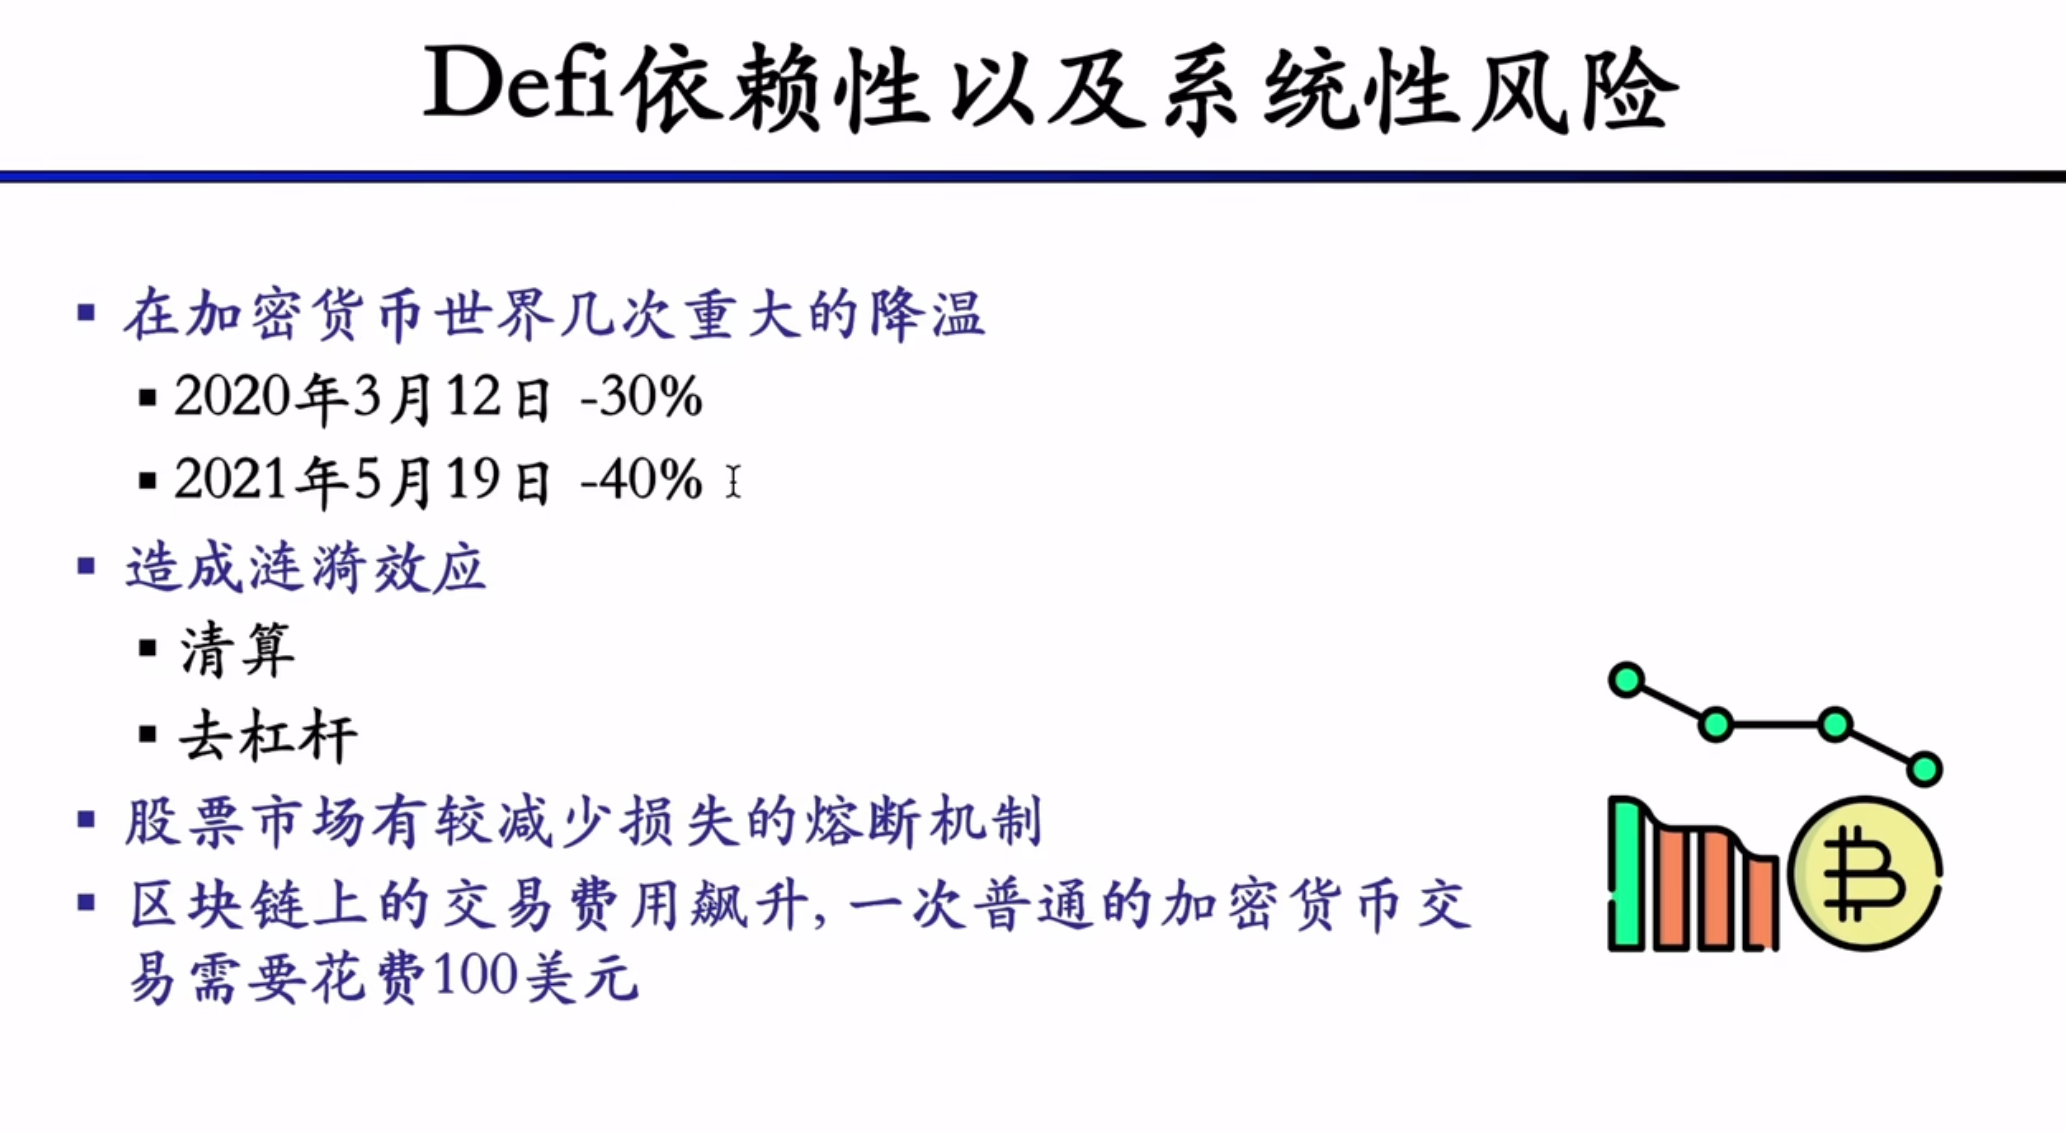 Defi依赖性以及系统性风险
▪ 在加密货币世界几次重大的降温
▪ 2020年3月12日 -30%
▪ 2021年5月19日 -40%
▪ 造成涟漪效应
▪ 清算
▪ 去杠杆
▪ 股票市场有较减少损失的熔断机制
▪ 区块链上的交易费用飙升, 一次普通的加密货币交
易需要花费100美元